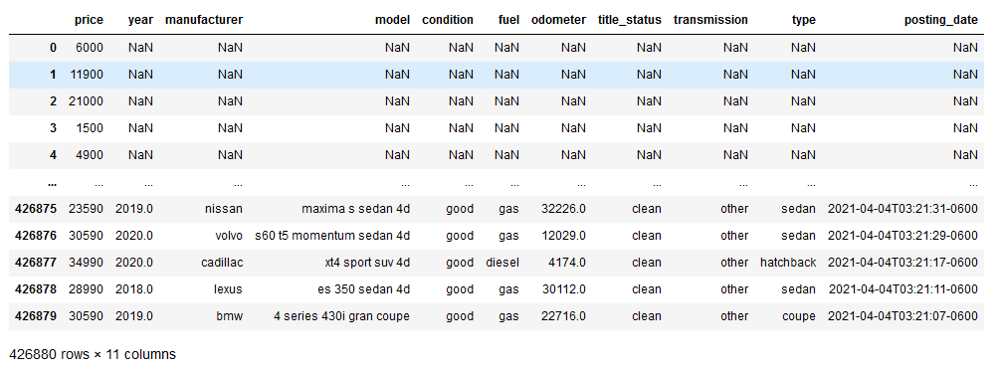 price year manufacturer model condition fuel odometer title_status transmission type posting_date
0 6000 NaN NaN NaN NaN NaN NaN NaN NaN NaN NaN
1 11900 NaN NaN NaN NaN NaN NaN NaN NaN NaN NaN
2 21000 NaN NaN NaN NaN NaN NaN NaN NaN NaN NaN
3 1500 NaN NaN NaN NaN NaN NaN NaN NaN NaN NaN
4 4900 NaN NaN NaN NaN NaN NaN NaN NaN NaN NaN
... ... ... ... ... ... ... ... ... ... ... ...
426875 23590 2019.0 nissan maxima s sedan 4d good gas 32226.0 clean other sedan 2021-04-04T03:21:31-0600
426876 30590 2020.0 volvo s60 t5 momentum sedan 4d good gas 12029.0 clean other sedan 2021-04-04T03:21:29-0600
426877 34990 2020.0 cadillac xt4 sport suv 4d good diesel 4174.0 clean other hatchback 2021-04-04T03:21:17-0600
426878 28990 2018.0 lexus es 350 sedan 4d good gas 30112.0 clean other sedan 2021-04-04T03:21:11-0600
426879 30590 2019.0 bmw 4 series 430i gran coupe good gas 22716.0 clean other coupe 2021-04-04T03:21:07-0600
426880 rows × 11 columns